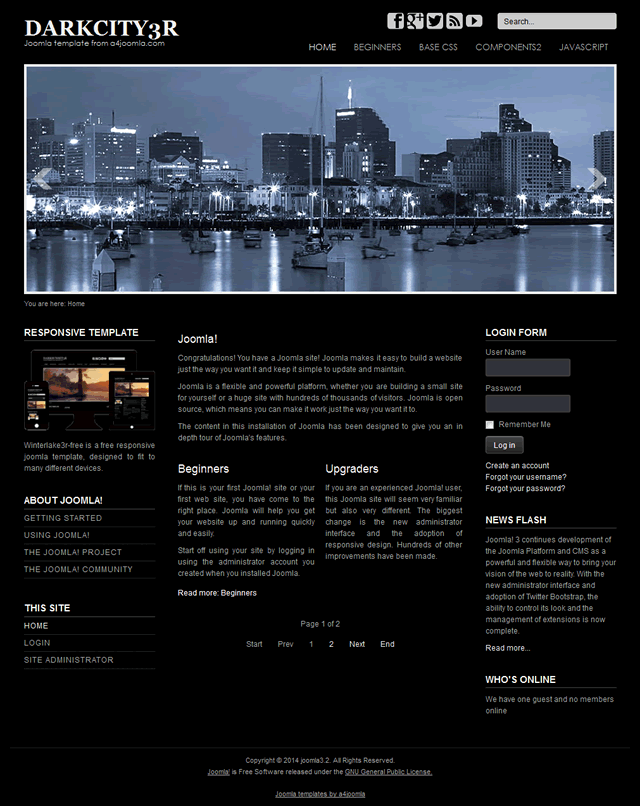 DARKCITY3R
Joomla template from a4joomla.com
Search...
HOME BEGINNERS BASE CSS COMPONENTS2 JAVASCRIPT
You are here: Home
RESPONSIVE TEMPLATE
Winterlake3r-free is a free responsive
joomla template, designed to fit to
many different devices.
ABOUT JOOMLA!
GETTING STARTED
USING JOOMLA!
THE JOOMLA! PROJECT
THE JOOMLA! COMMUNITY
THIS SITE
HOME
LOGIN
SITE ADMINISTRATOR
Joomla!
Congratulations! You have a Joomla site! Joomla makes it easy to build a website
just the way you want it and keep it simple to update and maintain.
Joomla is a flexible and powerful platform, whether you are building a small site
for yourself or a huge site with hundreds of thousands of visitors. Joomla is open
source, which means you can make it work just the way you want it to.
The content in this installation of Joomla has been designed to give you an in
depth tour of Joomla's features.
Beginners
If this is your first Joomla! site or your
first web site, you have come to the
right place. Joomla will help you get
your website up and running quickly
and easily.
Start off using your site by logging in
using the administrator account you
created when you installed Joomla.
Read more: Beginners
Upgraders
If you are an experienced Joomla! user,
this Joomla site will seem very familiar
but also very different. The biggest
change is the new administrator
interface and the adoption of
responsive design. Hundreds of other
improvements have been made.
Page 1 of 2
Start Prev 1 2 Next End
LOGIN FORM
User Name
Password
Remember Me
Log in
Create an account
Forgot your username?
Forgot your password?
NEWS FLASH
Joomla! 3 continues development of
the Joomla Platform and CMS as a
powerful and flexible way to bring your
vision of the web to reality. With the
new administrator interface and
adoption of Twitter Bootstrap, the
ability to control its look and the
management of extensions is now
complete.
Read more...
WHO'S ONLINE
We have one guest and no members
online
Copyright © 2014 joomla3.2. All Rights Reserved.
Joomla! is Free Software released under the GNU General Public License.
Joomla templates by a4joomla